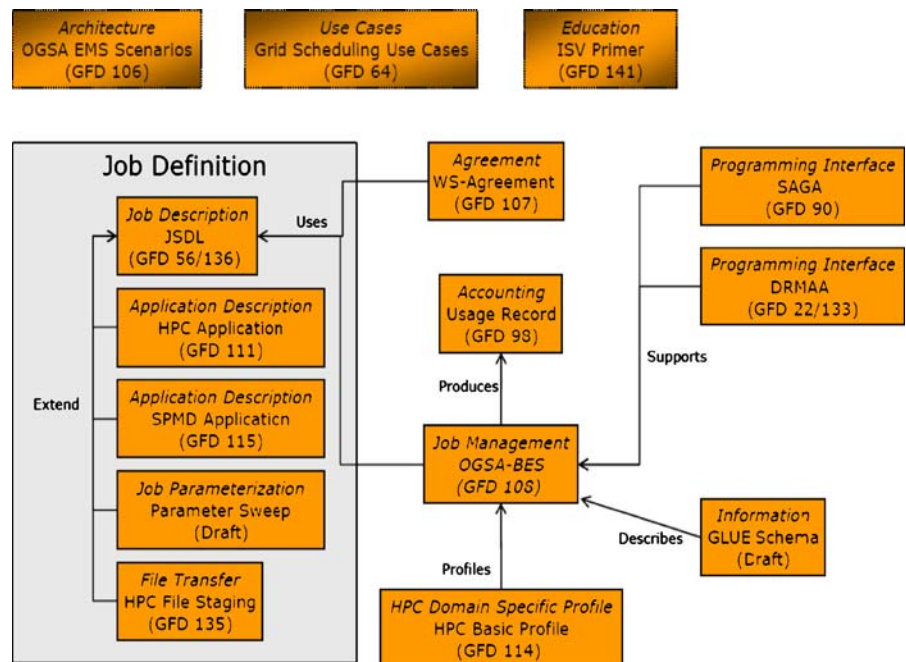 Architecture
OGSA EMS Scenarios
(GFD 106)
Use Cases
Grid Scheduling Use Cases
(GFD 64)
Education
ISV Primer
(GFD 141)
Job Definition
Job Description
JSDL
(GFD 56/136)
Application Description
HPC Application
(GFD 111)
Application Description
SPMD Application
(GFD 115)
Job Parameterization
Parameter Sweep
(Draft)
File Transfer
HPC File Staging
(GFD 135)
Extend
Uses
Agreement
WS-Agreement
(GFD 107)
Accounting
Usage Record
(GFD 98)
Produces
Job Management
OGSA-BES
(GFD 108)
Profiles
HPC Domain Specific Profile
HPC Basic Profile
(GFD 114)
Programming Interface
SAGA
(GFD 90)
Programming Interface
DRMAA
(GFD 22/133)
Supports
Describes
Information
GLUE Schema
(Draft)